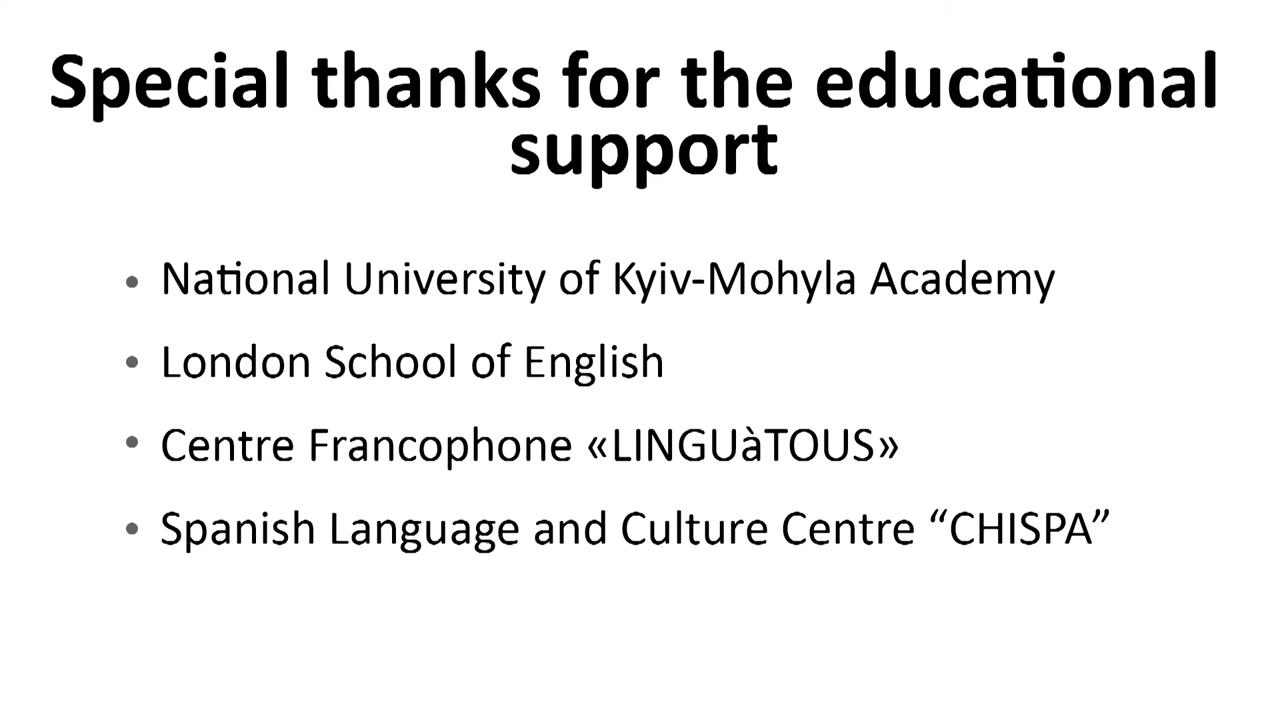 Special thanks for the educational
support
• National University of Kyiv-Mohyla Academy
• London School of English
• Centre Francophone «LINGUàTOUS»
• Spanish Language and Culture Centre “CHISPA”